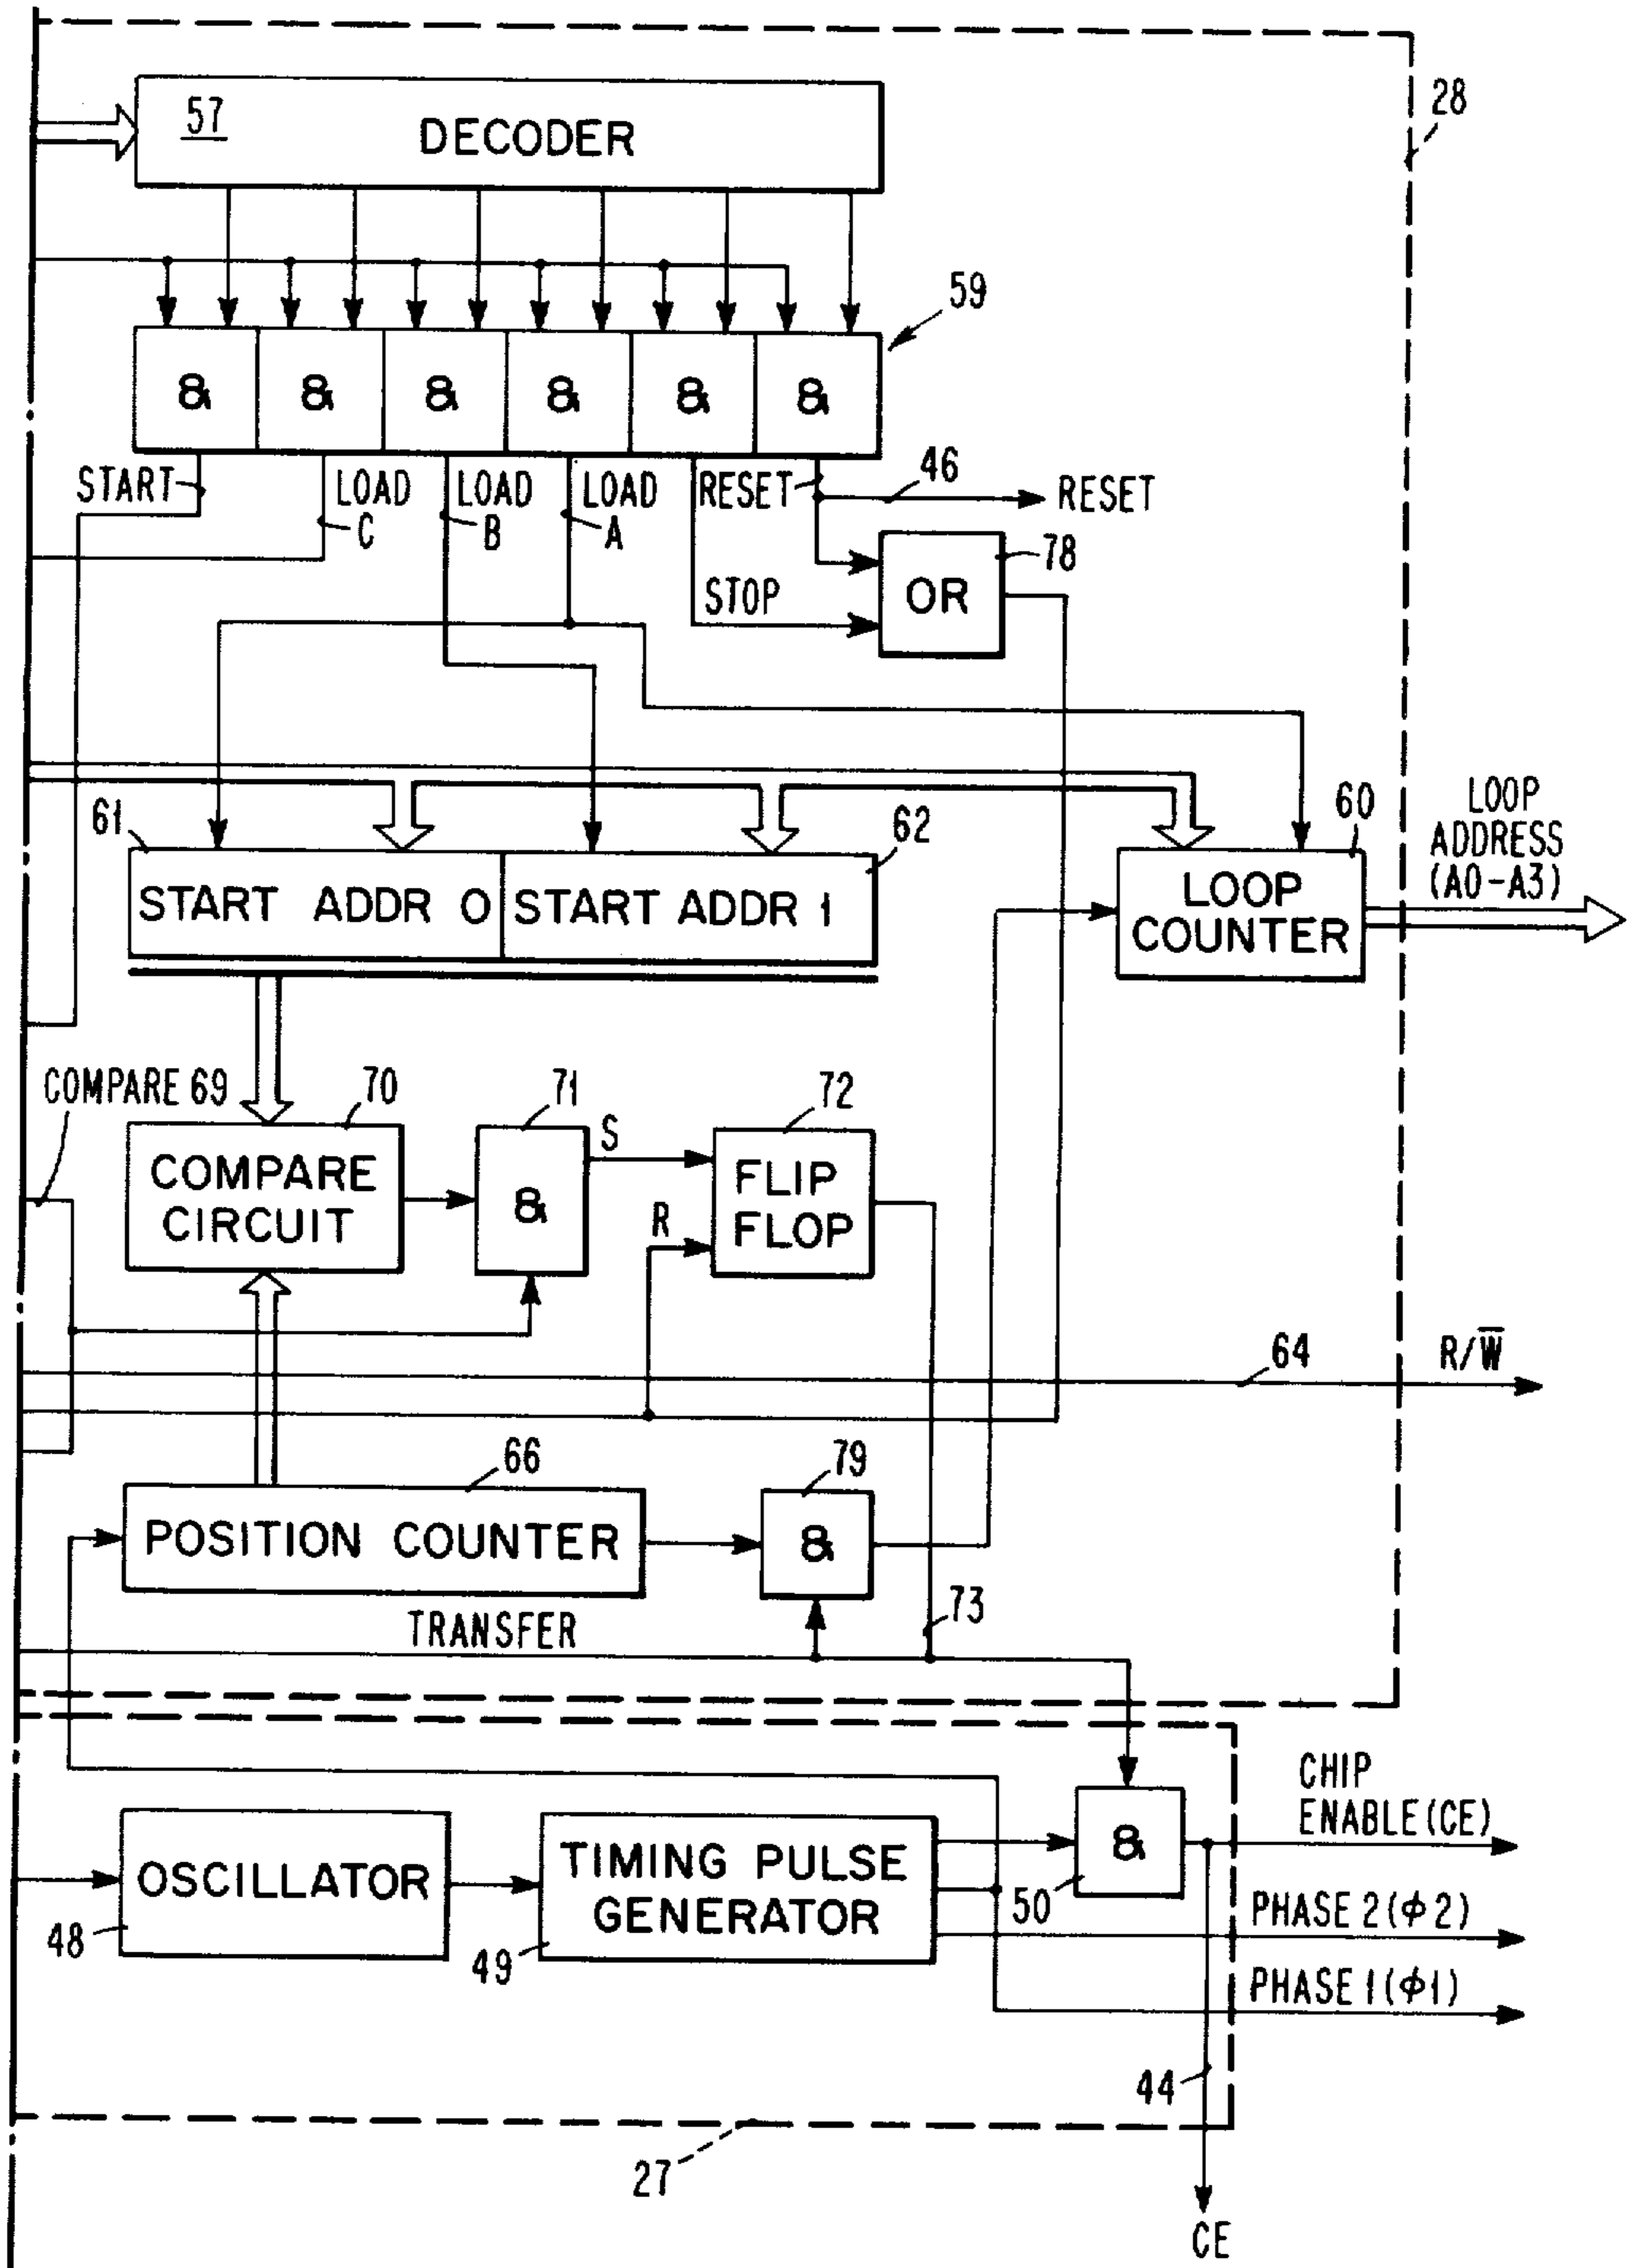 28
57 DECODER
59
& & & & & &
START
LOAD C
LOAD B
LOAD A
RESET
46
RESET
78
OR
STOP
61
62
60
LOOP
ADDRESS
(A0-A3)
START ADDR 0
START ADDR 1
LOOP
COUNTER
COMPARE 69
70
71
72
S
COMPARE
CIRCUIT
&
FLIP
FLOP
R
64
R/W̅
66
79
POSITION COUNTER
&
TRANSFER
73
CHIP
ENABLE (CE)
OSCILLATOR
TIMING PULSE
GENERATOR
&
50
48
49
PHASE 2 (ϕ2)
PHASE 1 (ϕ1)
44
27
CE